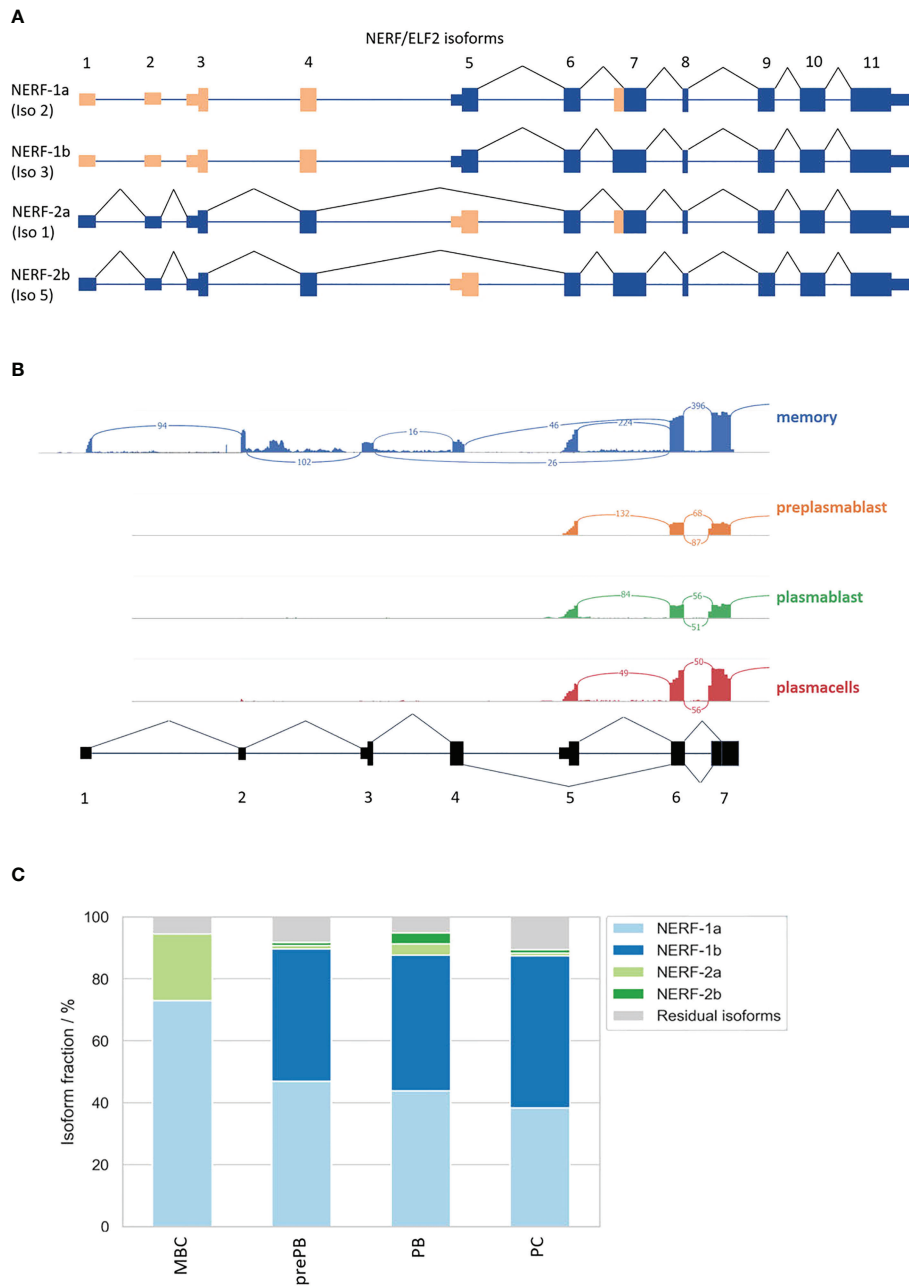 A
NERF/ELF2 isoforms
1 2 3 4 5 6 7 8 9 10 11
NERF-1a
(Iso 2)
NERF-1b
(Iso 3)
NERF-2a
(Iso 1)
NERF-2b
(Iso 5)
B
94 16 46 224 396
102 26
memory
132 68
87
preplasmablast
84 56
51
plasmablast
49 50
56
plasmacells
1 2 3 4 5 6 7
C
100
80
60
40
20
0
Isoform fraction / %
MBC
prePB
PB
PC
NERF-1a
NERF-1b
NERF-2a
NERF-2b
Residual isoforms